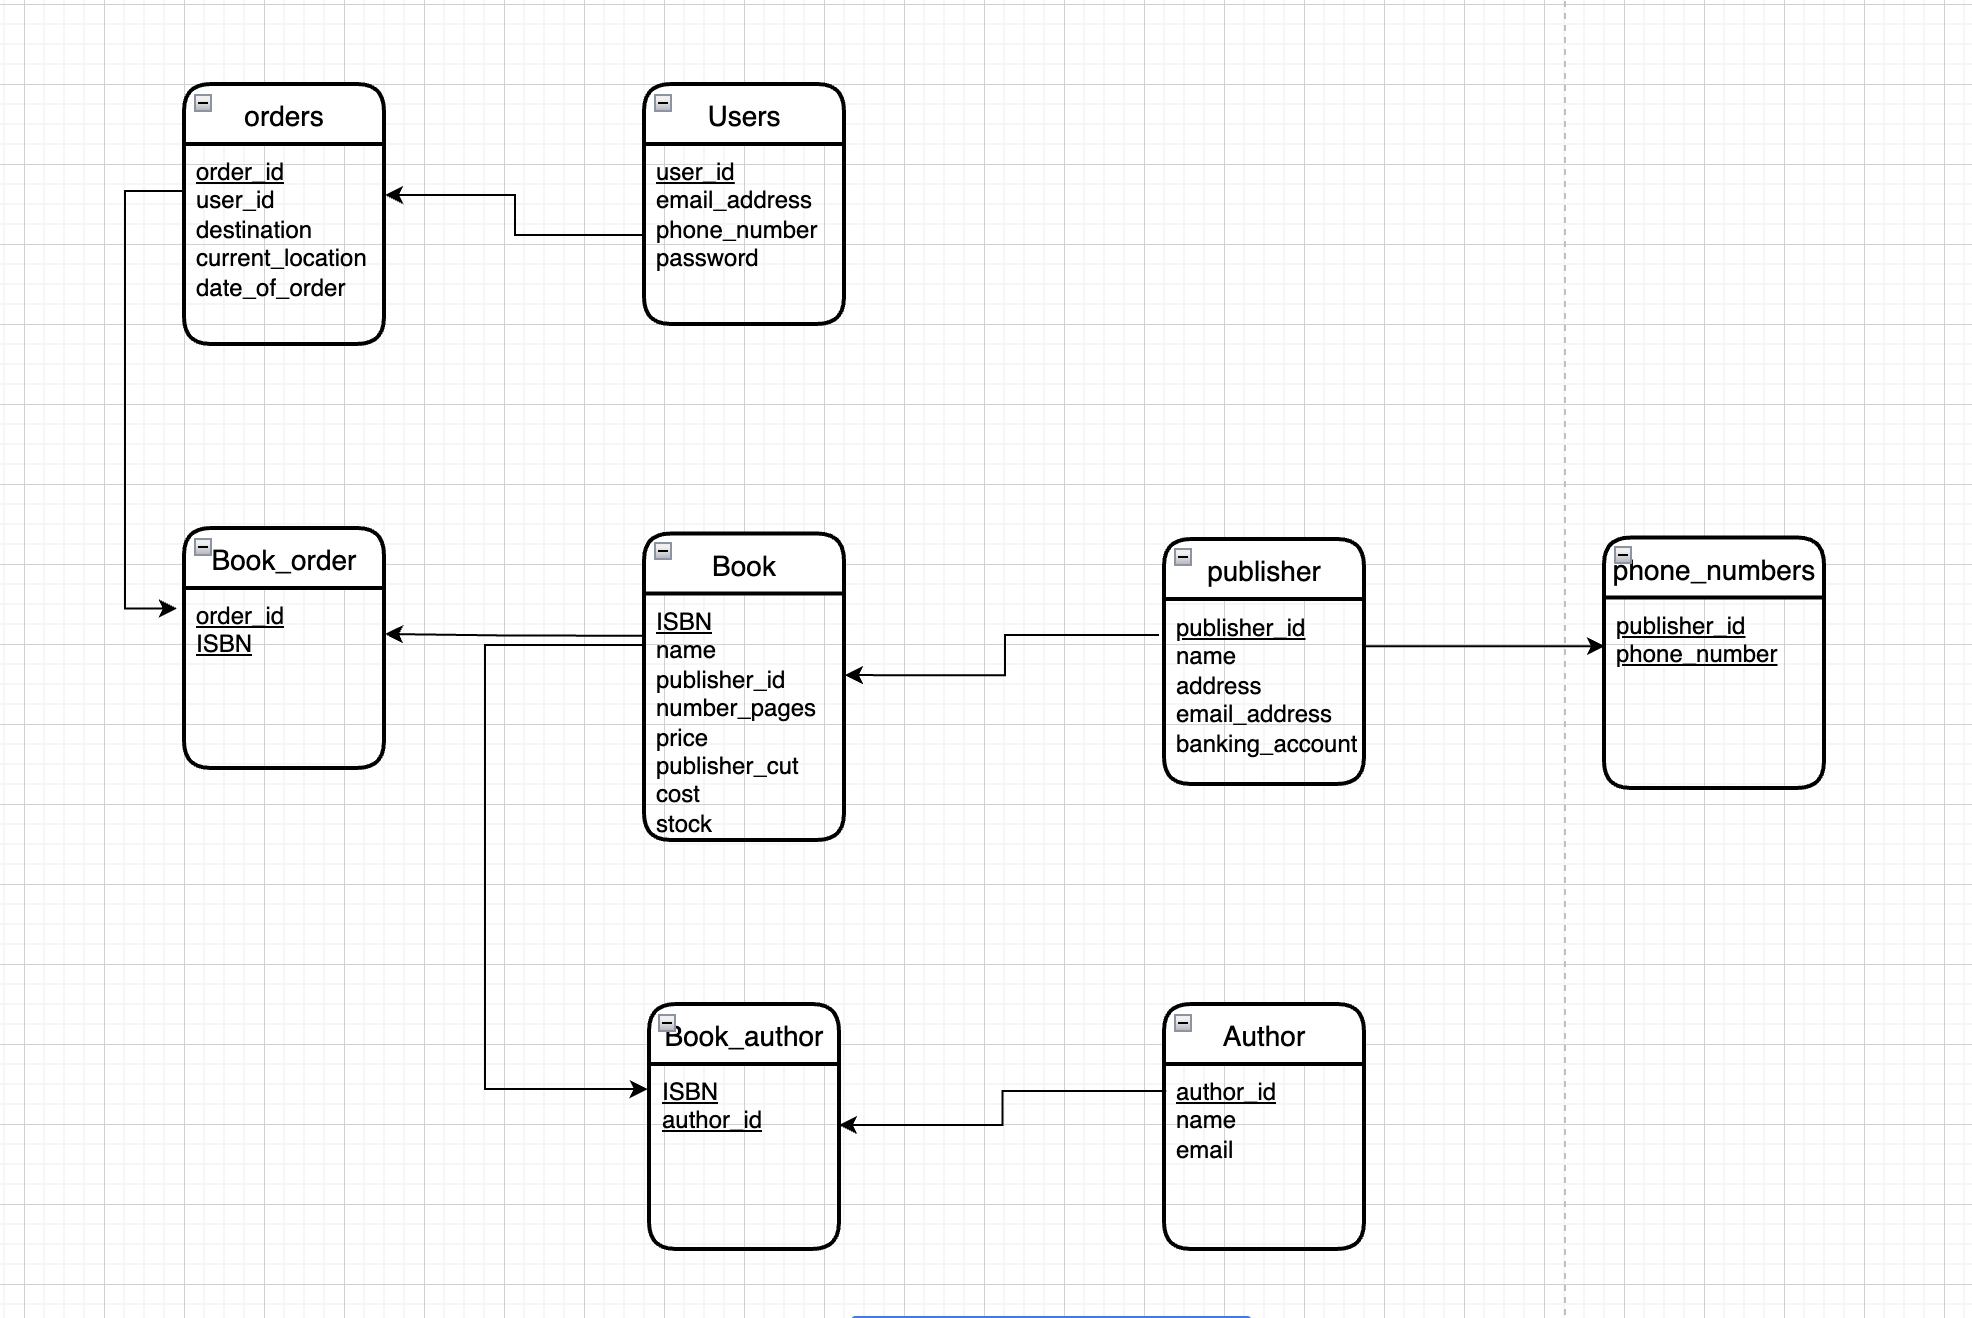 orders
order_id
user_id
destination
current_location
date_of_order
Users
user_id
email_address
phone_number
password
Book_order
order_id
ISBN
Book
ISBN
name
publisher_id
number_pages
price
publisher_cut
cost
stock
publisher
publisher_id
name
address
email_address
banking_account
phone_numbers
publisher_id
phone_number
Book_author
ISBN
author_id
Author
author_id
name
email